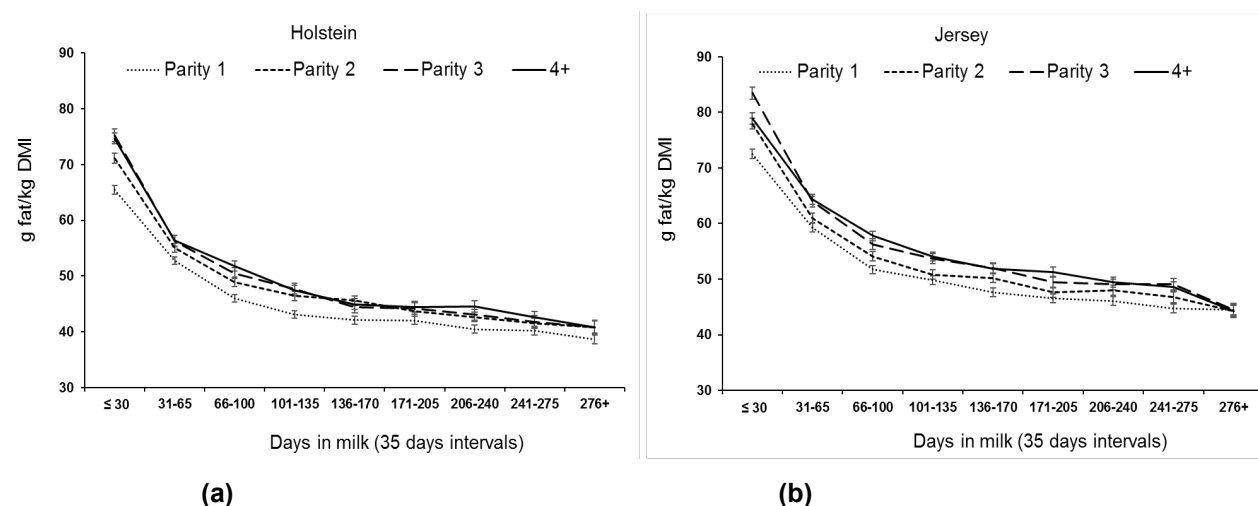 Holstein
90
Parity 1 Parity 2 Parity 3 4+
80
70
60
50
40
30
g fat/kg DMI
≤ 30 31-65 66-100 101-135 136-170 171-205 206-240 241-275 276+
Days in milk (35 days intervals)
(a)
Jersey
90
Parity 1 Parity 2 Parity 3 4+
80
70
60
50
40
30
g fat/kg DMI
≤ 30 31-65 66-100 101-135 136-170 171-205 206-240 241-275 276+
Days in milk (35 days intervals)
(b)